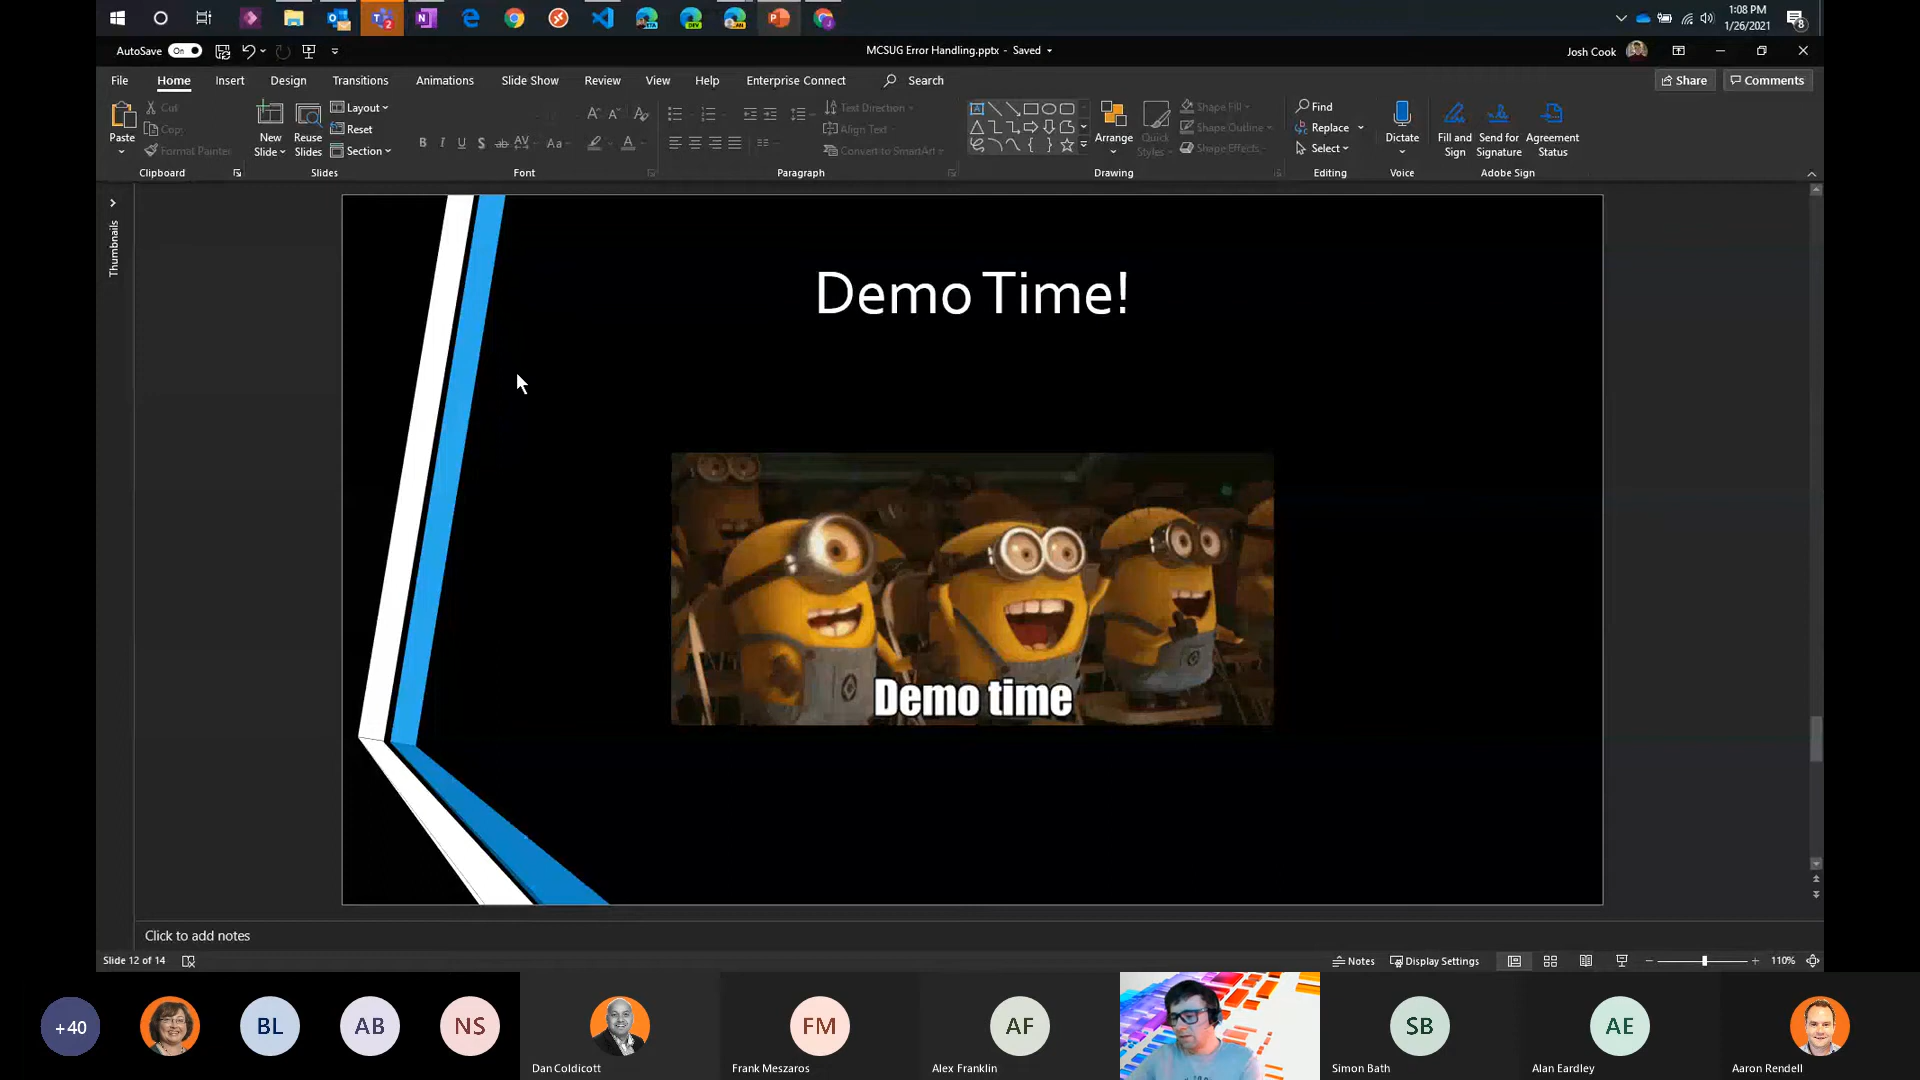 1:08 PM
1/26/2021
8
AutoSave On
MCSUG Error Handling.pptx - Saved
Josh Cook
File Home Insert Design Transitions Animations Slide Show Review View Help Enterprise Connect Search
Share Comments
Paste
Cut
Copy
Format Painter
Clipboard
New Slide
Reuse Slides
Layout
Reset
Section
Slides
B I U S ab AV Aa A
Font
Text Direction
Align Text
Convert to SmartArt
Paragraph
Arrange
Quick Styles
Shape Fill
Shape Outline
Shape Effects
Drawing
Find
Replace
Select
Editing
Dictate
Voice
Fill and Sign
Send for Signature
Agreement Status
Adobe Sign
Thumbnails
Demo Time!
Demo time
Click to add notes
Slide 12 of 14
Notes Display Settings 110%
+40 BL AB NS FM AF SB AE
Dan Coldicott Frank Meszaros Alex Franklin Simon Bath Alan Eardley Aaron Rendell